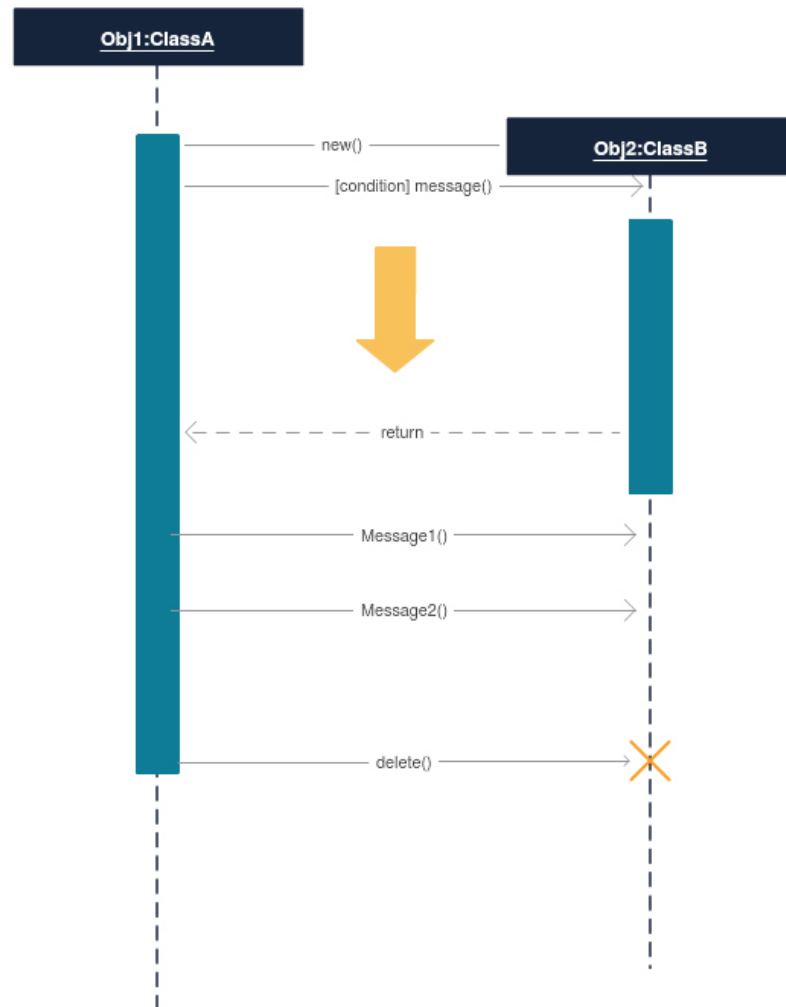 Obj1:ClassA
new()
Obj2:ClassB
[condition] message()
return
Message1()
Message2()
delete()